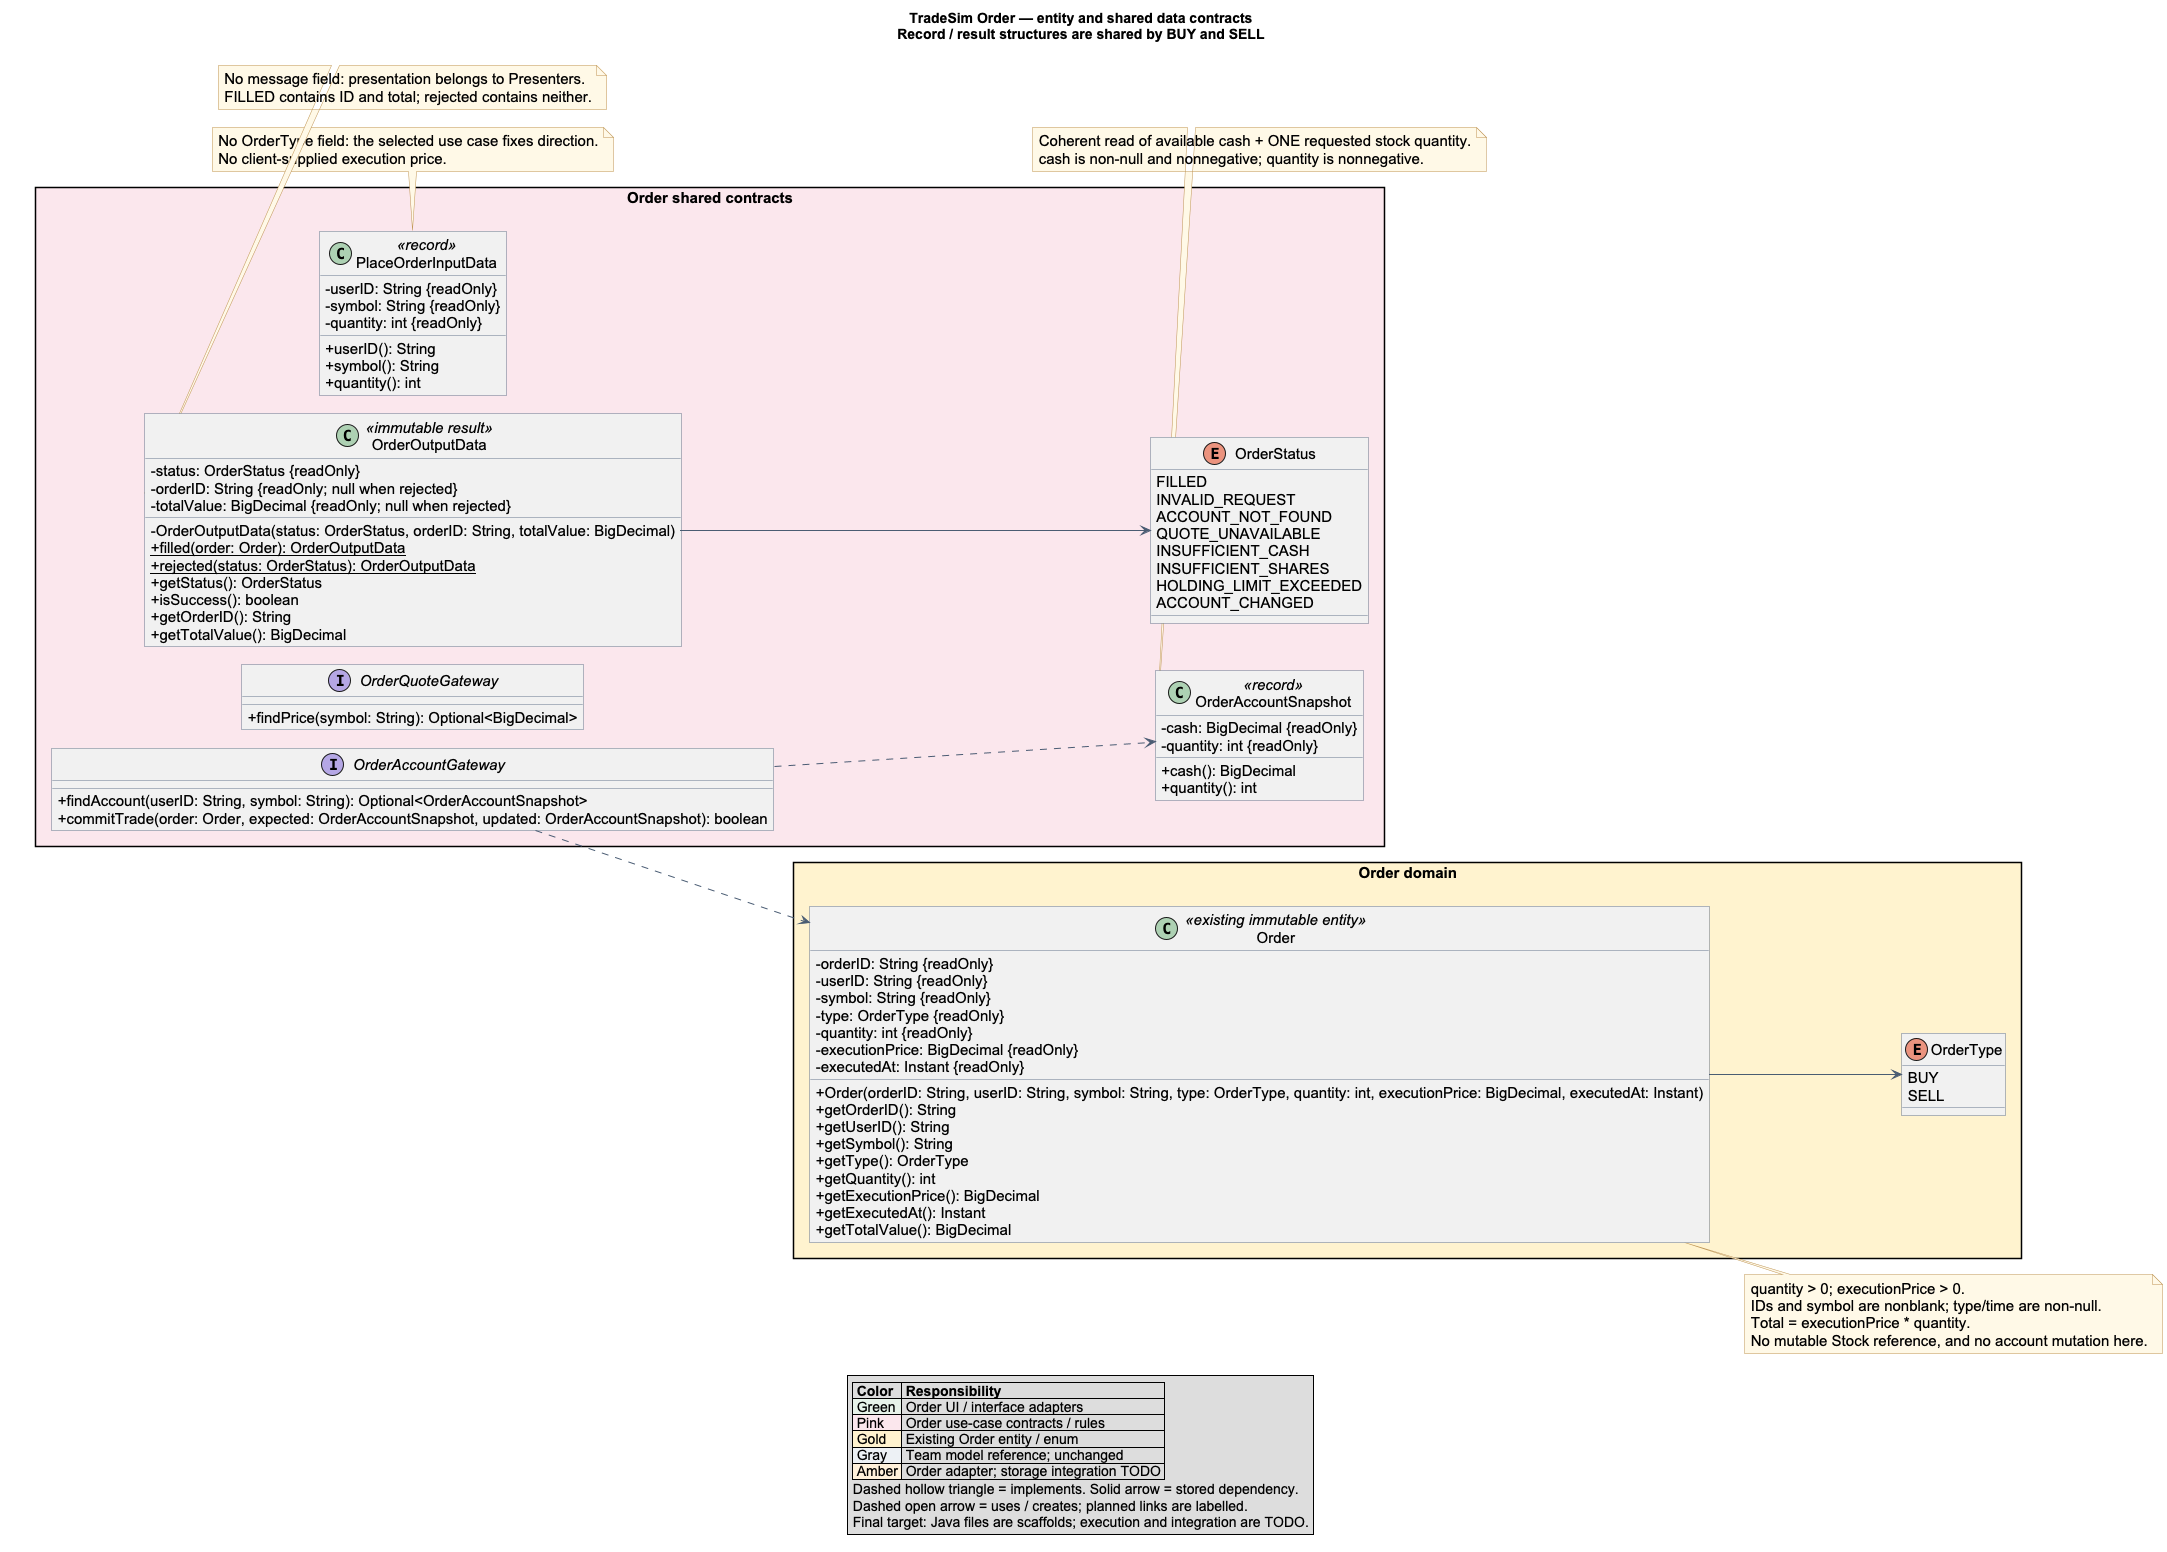 TradeSim Order — entity and shared data contracts
Record / result structures are shared by BUY and SELL
No message field: presentation belongs to Presenters.
FILLED contains ID and total; rejected contains neither.
No OrderType field: the selected use case fixes direction.
No client-supplied execution price.
Coherent read of available cash + ONE requested stock quantity.
cash is non-null and nonnegative; quantity is nonnegative.
Order shared contracts
«record»
C PlaceOrderInputData
-userID: String {readOnly}
-symbol: String {readOnly}
-quantity: int {readOnly}
+userID(): String
+symbol(): String
+quantity(): int
«immutable result»
C OrderOutputData
-status: OrderStatus {readOnly}
-orderID: String {readOnly; null when rejected}
-totalValue: BigDecimal {readOnly; null when rejected}
-OrderOutputData(status: OrderStatus, orderID: String, totalValue: BigDecimal)
+filled(order: Order): OrderOutputData
+rejected(status: OrderStatus): OrderOutputData
+getStatus(): OrderStatus
+isSuccess(): boolean
+getOrderID(): String
+getTotalValue(): BigDecimal
E OrderStatus
FILLED
INVALID_REQUEST
ACCOUNT_NOT_FOUND
QUOTE_UNAVAILABLE
INSUFFICIENT_CASH
INSUFFICIENT_SHARES
HOLDING_LIMIT_EXCEEDED
ACCOUNT_CHANGED
I OrderQuoteGateway
+findPrice(symbol: String): Optional<BigDecimal>
«record»
C OrderAccountSnapshot
-cash: BigDecimal {readOnly}
-quantity: int {readOnly}
+cash(): BigDecimal
+quantity(): int
I OrderAccountGateway
+findAccount(userID: String, symbol: String): Optional<OrderAccountSnapshot>
+commitTrade(order: Order, expected: OrderAccountSnapshot, updated: OrderAccountSnapshot): boolean
Order domain
«existing immutable entity»
C Order
-orderID: String {readOnly}
-userID: String {readOnly}
-symbol: String {readOnly}
-type: OrderType {readOnly}
-quantity: int {readOnly}
-executionPrice: BigDecimal {readOnly}
-executedAt: Instant {readOnly}
+Order(orderID: String, userID: String, symbol: String, type: OrderType, quantity: int, executionPrice: BigDecimal, executedAt: Instant)
+getOrderID(): String
+getUserID(): String
+getSymbol(): String
+getType(): OrderType
+getQuantity(): int
+getExecutionPrice(): BigDecimal
+getExecutedAt(): Instant
+getTotalValue(): BigDecimal
E OrderType
BUY
SELL
quantity > 0; executionPrice > 0.
IDs and symbol are nonblank; type/time are non-null.
Total = executionPrice * quantity.
No mutable Stock reference, and no account mutation here.
Color Responsibility
Green Order UI / interface adapters
Pink Order use-case contracts / rules
Gold Existing Order entity / enum
Gray Team model reference; unchanged
Amber Order adapter; storage integration TODO
Dashed hollow triangle = implements. Solid arrow = stored dependency.
Dashed open arrow = uses / creates; planned links are labelled.
Final target: Java files are scaffolds; execution and integration are TODO.